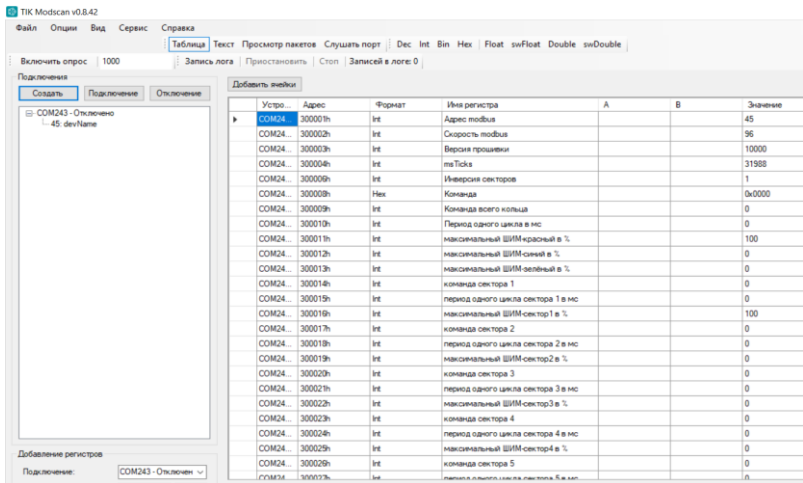 TIK Modscan v0.8.42
Файл Опции Вид Сервис Справка
Таблица Текст Просмотр пакетов Слушать порт Dec Int Bin Hex Float swFloat Double swDouble
Включить опрос 1000 Запись лога Приостановить Стоп Записей в логе: 0
Подключения
Создать Подключение Отключение
COM243 - Отключено
45: devName
Добавить ячейки
Устро... Адрес Формат Имя регистра A B Значение
COM24... 300001h Int Адрес modbus 45
COM24... 300002h Int Скорость modbus 96
COM24... 300003h Int Версия прошивки 10000
COM24... 300004h Int msTicks 31988
COM24... 300006h Int Инверсия секторов 1
COM24... 300008h Hex Команда 0x0000
COM24... 300009h Int Команда всего кольца 0
COM24... 300010h Int Период одного цикла в мс 0
COM24... 300011h Int максимальный ШИМ-красный в % 100
COM24... 300012h Int максимальный ШИМ-синий в % 0
COM24... 300013h Int максимальный ШИМ-зелёный в % 0
COM24... 300014h Int команда сектора 1 0
COM24... 300015h Int период одного цикла сектора 1 в мс 0
COM24... 300016h Int максимальный ШИМ-сектор1 в % 100
COM24... 300017h Int команда сектора 2 0
COM24... 300018h Int период одного цикла сектора 2 в мс 0
COM24... 300019h Int максимальный ШИМ-сектор2 в % 0
COM24... 300020h Int команда сектора 3 0
COM24... 300021h Int период одного цикла сектора 3 в мс 0
COM24... 300022h Int максимальный ШИМ-сектор3 в % 0
COM24... 300023h Int команда сектора 4 0
COM24... 300024h Int период одного цикла сектора 4 в мс 0
COM24... 300025h Int максимальный ШИМ-сектор4 в % 0
COM24... 300026h Int команда сектора 5 0
COM24... 300027h Int период одного цикла сектора 5 в мс 0
Добавление регистров
Подключение: COM243 - Отключен